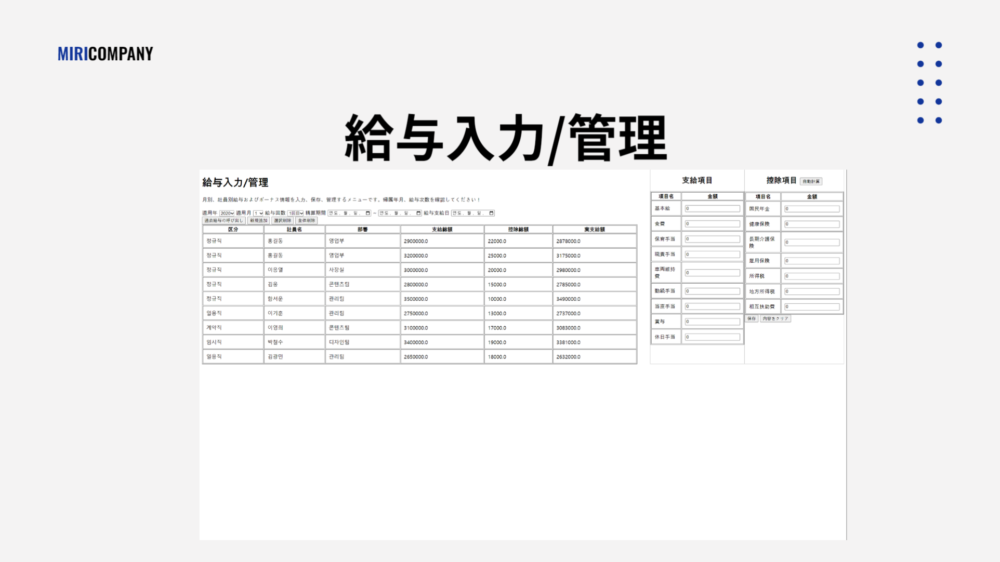 MIRICOMPANY
給与入力/管理
給与入力/管理
月別、社員別給与およびボーナス情報を入力、保存、管理するメニューです。帰属年月、給与次数を確認してください！
適用年 2020 適用月 1 給与回数 1回目 精算期間 연도. 월. 일. ~ 연도. 월. 일. 給与支給日 연도. 월. 일.
過去給与の呼び出し 新規追加 選択削除 全体削除
区分 社員名 部署 支給総額 控除総額 実支給額
정규직 홍길동 영업부 2900000.0 22000.0 2878000.0
정규직 홍길동 영업부 3200000.0 25000.0 3175000.0
정규직 이응열 사장실 3000000.0 20000.0 2980000.0
정규직 김웅 콘텐츠팀 2800000.0 15000.0 2785000.0
정규직 함서운 관리팀 3500000.0 10000.0 3490000.0
일용직 이기훈 관리팀 2750000.0 13000.0 2737000.0
계약직 이영희 콘텐츠팀 3100000.0 17000.0 3083000.0
임시직 박철수 디자인팀 3400000.0 19000.0 3381000.0
일용직 김광민 관리팀 2650000.0 18000.0 2632000.0
支給項目
項目名 金額
基本給 0
食費 0
保育手当 0
職責手当 0
車両維持
費 0
勤続手当 0
当直手当 0
賞与 0
休日手当 0
控除項目 自動計算
項目名 金額
国民年金 0
健康保険 0
長期介護保
険 0
雇用保険 0
所得税 0
地方所得税 0
相互扶助費 0
保存 内容をクリア